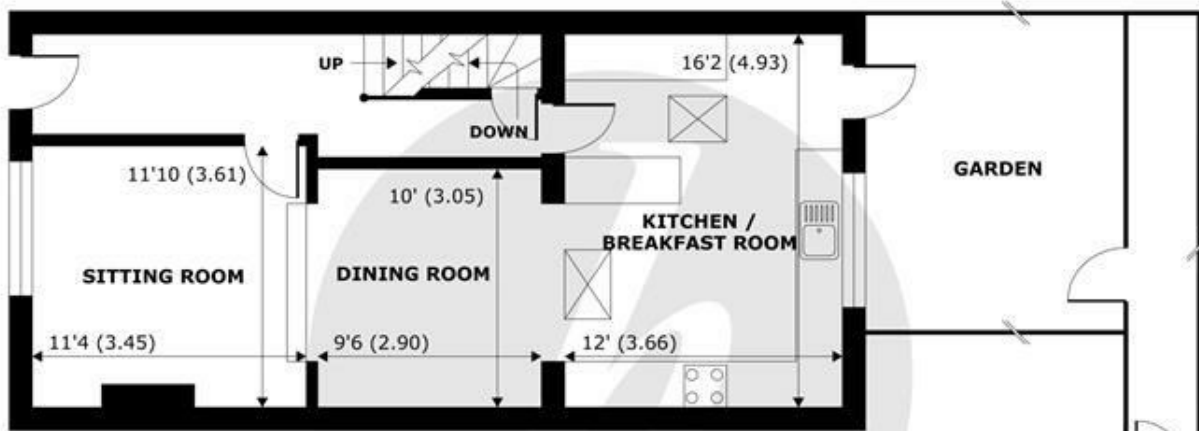 UP
16'2 (4.93)
DOWN
11'10 (3.61)
10' (3.05)
GARDEN
KITCHEN /
BREAKFAST ROOM
SITTING ROOM
DINING ROOM
11'4 (3.45)
9'6 (2.90)
12' (3.66)